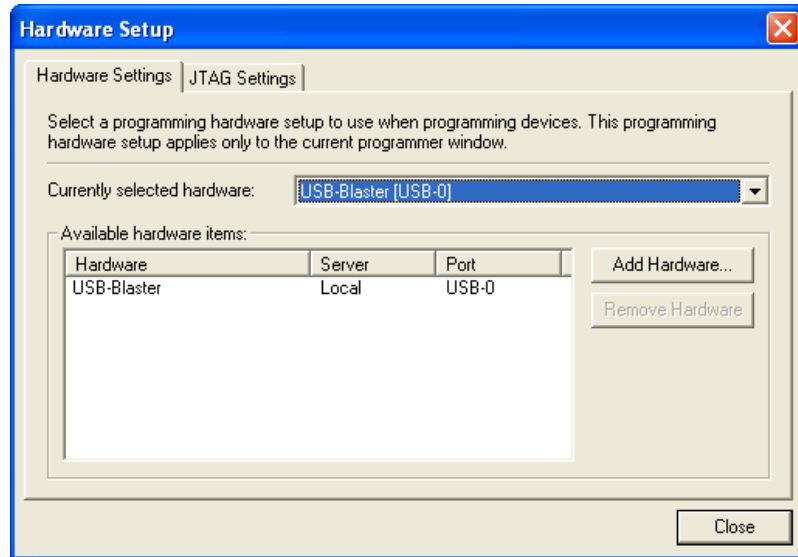 Hardware Setup
Hardware Settings
JTAG Settings
Select a programming hardware setup to use when programming devices. This programming
hardware setup applies only to the current programmer window.
Currently selected hardware:
USB-Blaster [USB-0]
Available hardware items:
Hardware Server Port
USB-Blaster Local USB-0
Add Hardware...
Remove Hardware
Close